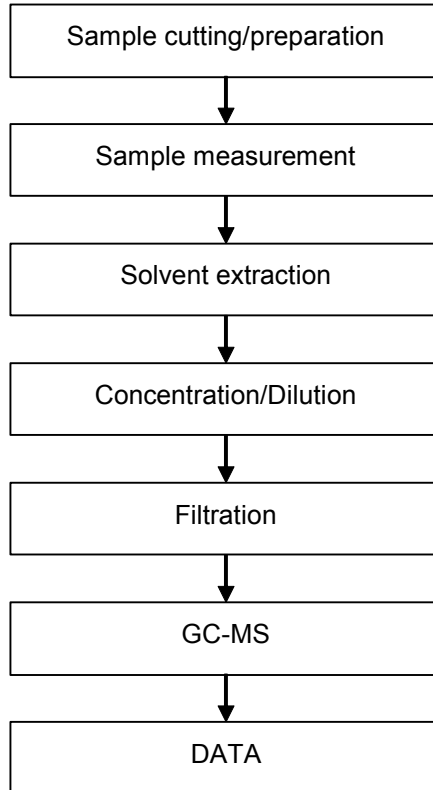 Sample cutting/preparation
Sample measurement
Solvent extraction
Concentration/Dilution
Filtration
GC-MS
DATA